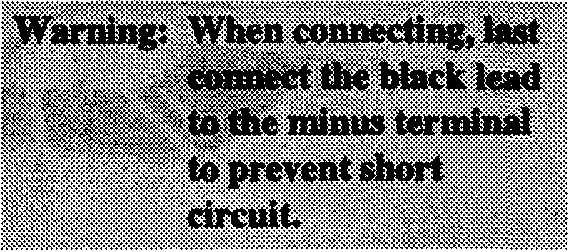 Warning: When connecting, last
connect the black lead
to the minus terminal
to prevent short
circuit.